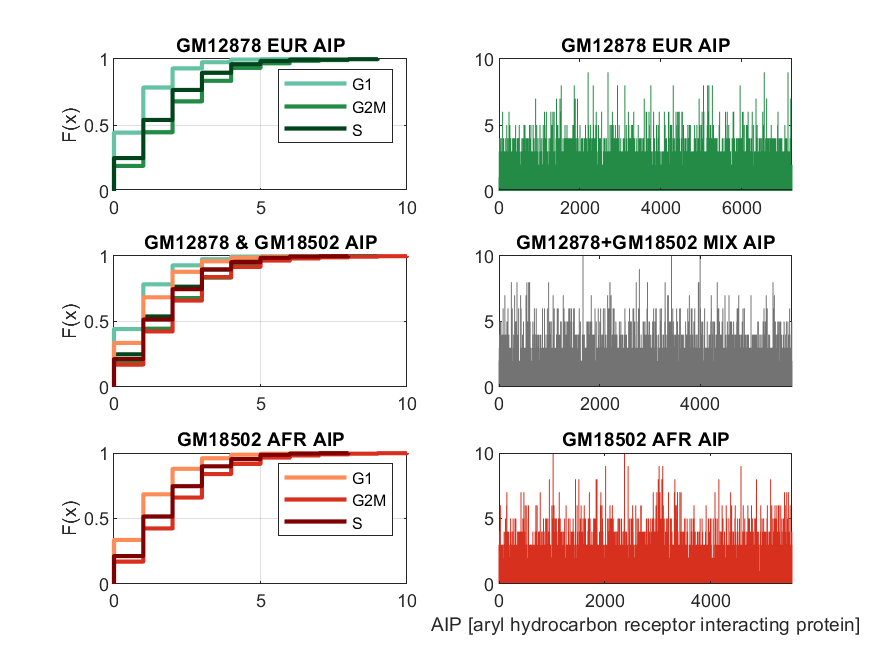 GM12878 EUR AIP
F(x)
1
0.5
0
0 5 10
G1
G2M
S
GM12878 EUR AIP
10
5
0
0 2000 4000 6000
GM12878 & GM18502 AIP
F(x)
1
0.5
0
0 5 10
GM12878+GM18502 MIX AIP
10
5
0
0 2000 4000
GM18502 AFR AIP
F(x)
1
0.5
0
0 5 10
G1
G2M
S
GM18502 AFR AIP
10
5
0
0 2000 4000
AIP [aryl hydrocarbon receptor interacting protein]